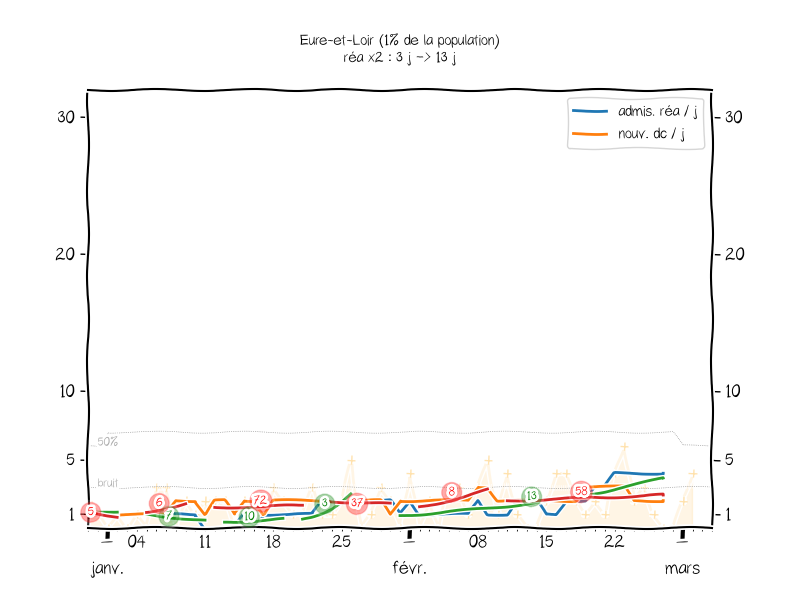 Eure-et-Loir (1% de la population)
réa x2 : 3 j -> 13 j
admis. réa / j
nouv. dc / j
30 30
20 20
10 10
5 5
1 1
50%
bruit
5 6 7 10 72 3 37 8 13 58
04 11 18 25 08 15 22
janv. févr. mars